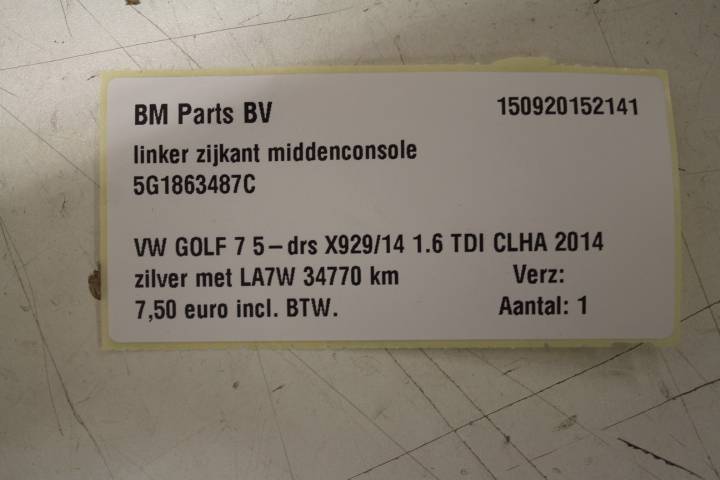 BM Parts BV 150920152141
linker zijkant middenconsole
5G1863487C
VW GOLF 7 5-drs X929/14 1.6 TDI CLHA 2014
zilver met LA7W 34770 km Verz:
7,50 euro incl. BTW. Aantal: 1